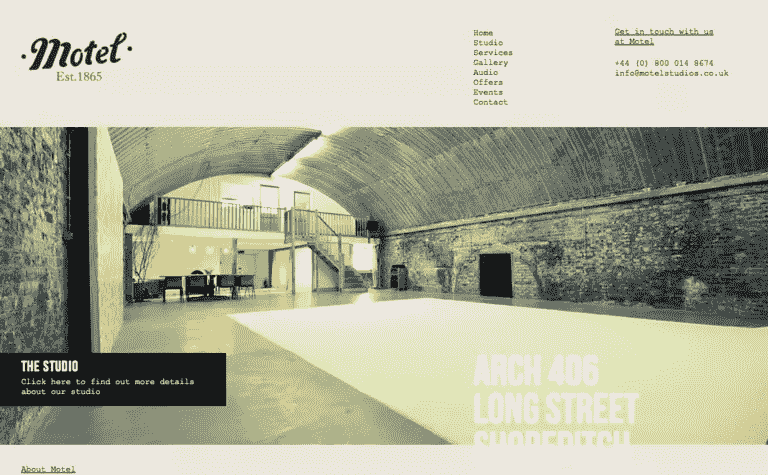 Motel
Est.1865
Home
Studio
Services
Gallery
Audio
Offers
Events
Contact
Get in touch with us
at Motel
+44 (0) 800 014 8674
info@motelstudios.co.uk
THE STUDIO
Click here to find out more details
about our studio
ARCH 406
LONG STREET
SHOREDITCH
About Motel